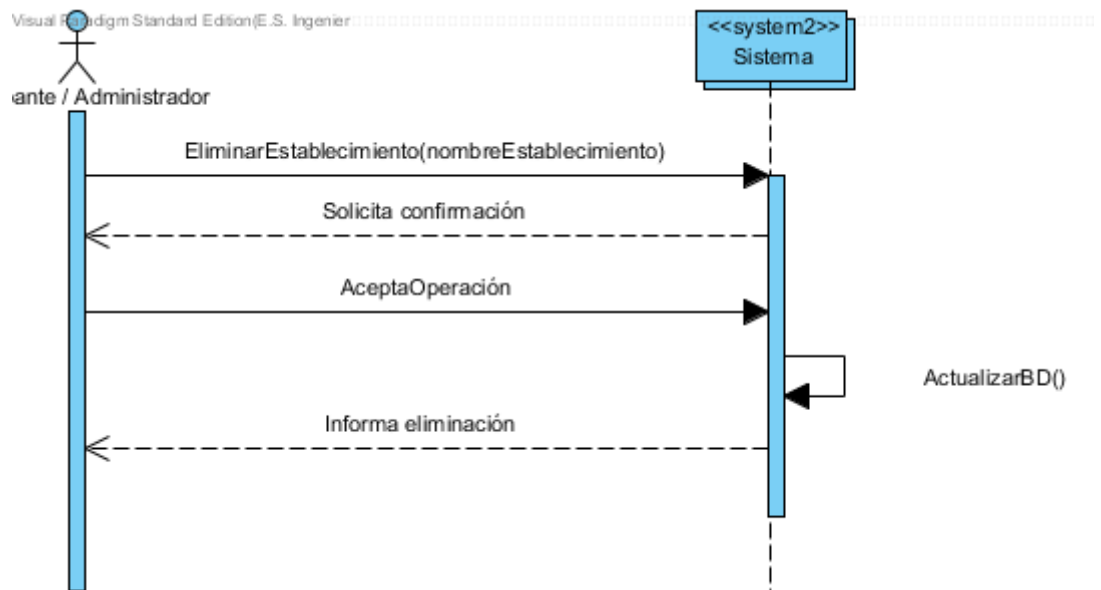 Visual Paradigm Standard Edition(E.S. Ingenier
<<system2>>
Sistema
ante / Administrador
EliminarEstablecimiento(nombreEstablecimiento)
Solicita confirmación
AceptaOperación
ActualizarBD()
Informa eliminación